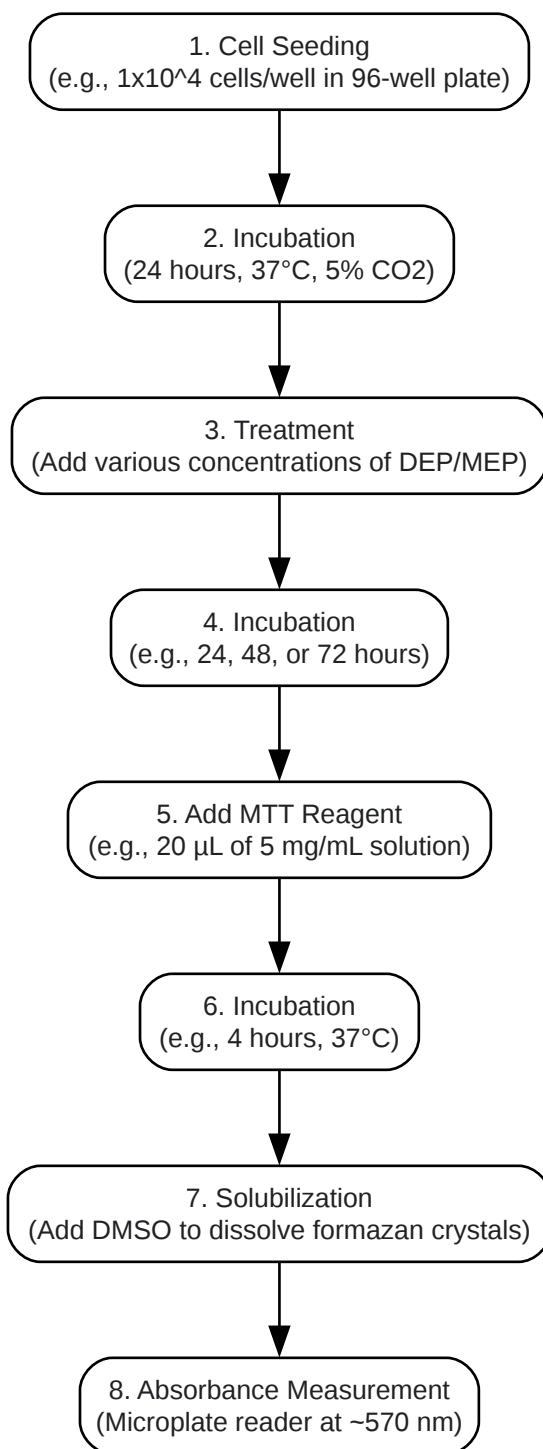 1. Cell Seeding
(e.g., 1x10^4 cells/well in 96-well plate)
2. Incubation
(24 hours, 37°C, 5% CO2)
3. Treatment
(Add various concentrations of DEP/MEP)
4. Incubation
(e.g., 24, 48, or 72 hours)
5. Add MTT Reagent
(e.g., 20 µL of 5 mg/mL solution)
6. Incubation
(e.g., 4 hours, 37°C)
7. Solubilization
(Add DMSO to dissolve formazan crystals)
8. Absorbance Measurement
(Microplate reader at ~570 nm)